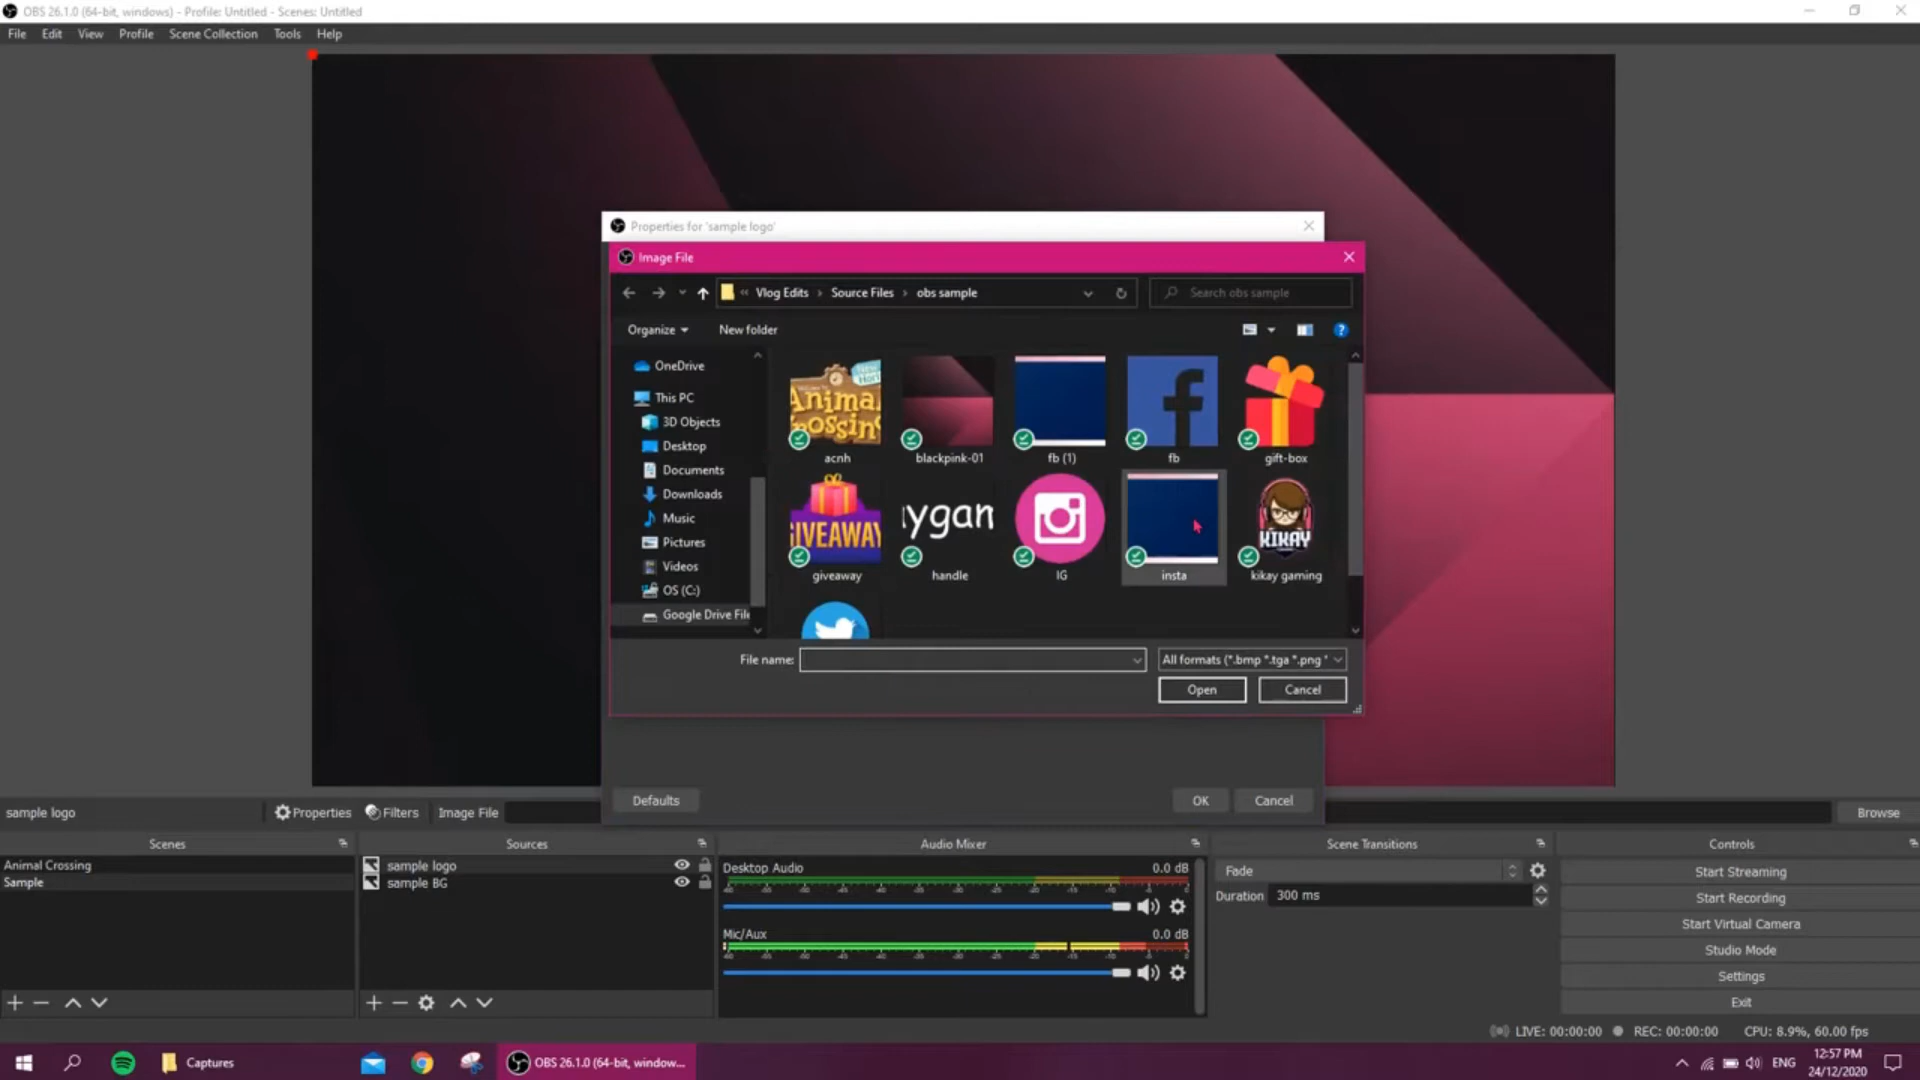 OBS 26.1.0 (64-bit, windows) - Profile: Untitled - Scenes: Untitled
File Edit View Profile Scene Collection Tools Help
Properties for 'sample logo'
Image File
« Vlog Edits › Source Files › obs sample
Search obs sample
Organize
New folder
OneDrive
This PC
3D Objects
Desktop
Documents
Downloads
Music
Pictures
Videos
OS (C:)
Google Drive File
New
Animal
Crossing
acnh
blackpink-01
fb (1)
fb
gift-box
GIVEAWAY
giveaway
ygam
handle
IG
insta
KIKAY
kikay gaming
File name:
All formats (*.bmp *.tga *.png *
Open
Cancel
Defaults
OK
Cancel
sample logo
Properties
Filters
Image File
Browse
Scenes
Animal Crossing
Sample
Sources
sample logo
sample BG
Audio Mixer
Desktop Audio
0.0 dB
Mic/Aux
0.0 dB
Scene Transitions
Fade
Duration
300 ms
Controls
Start Streaming
Start Recording
Start Virtual Camera
Studio Mode
Settings
Exit
LIVE: 00:00:00
REC: 00:00:00
CPU: 8.9%, 60.00 fps
Captures
OBS 26.1.0 (64-bit, window...
ENG
12:57 PM
24/12/2020